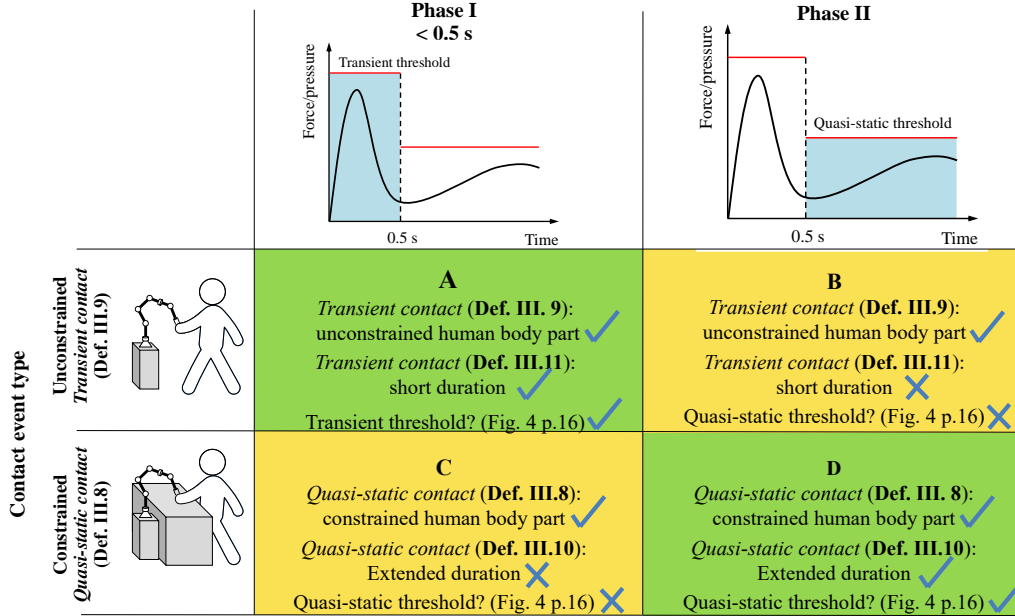 Phase I
< 0.5 s
Force/pressure
Transient threshold
0.5 s
Time
Phase II
Force/pressure
Quasi-static threshold
0.5 s
Time
Contact event type
Unconstrained
Transient contact
(Def. III.9)
A
Transient contact (Def. III. 9):
unconstrained human body part
Transient contact (Def. III.11):
short duration
Transient threshold? (Fig. 4 p.16)
B
Transient contact (Def. III.9):
unconstrained human body part
Transient contact (Def. III.11):
short duration
Quasi-static threshold? (Fig. 4 p.16)
Constrained
Quasi-static contact
(Def. III.8)
C
Quasi-static contact (Def. III.8):
constrained human body part
Quasi-static contact (Def. III.10):
Extended duration
Quasi-static threshold? (Fig. 4 p.16)
D
Quasi-static contact (Def. III. 8):
constrained human body part
Quasi-static contact (Def. III.10):
Extended duration
Quasi-static threshold? (Fig. 4 p.16)